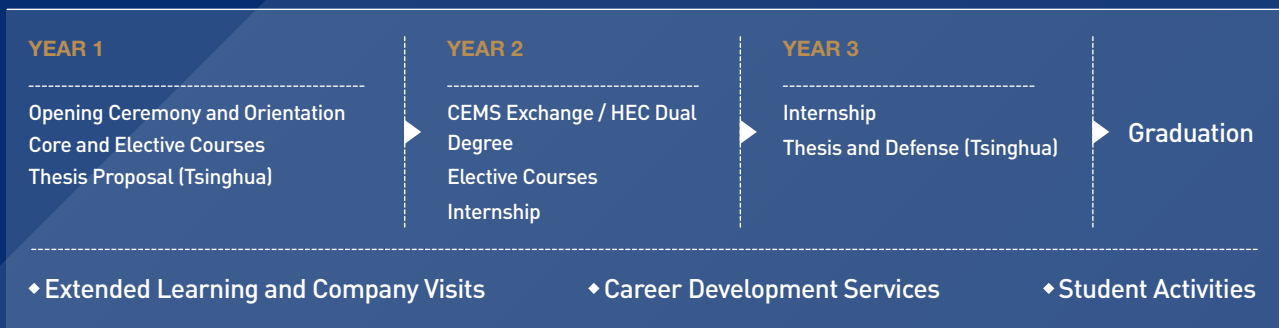 YEAR 1
Opening Ceremony and Orientation
Core and Elective Courses
Thesis Proposal (Tsinghua)
YEAR 2
CEMS Exchange / HEC Dual
Degree
Elective Courses
Internship
YEAR 3
Internship
Thesis and Defense (Tsinghua)
Graduation
Extended Learning and Company Visits
Career Development Services
Student Activities